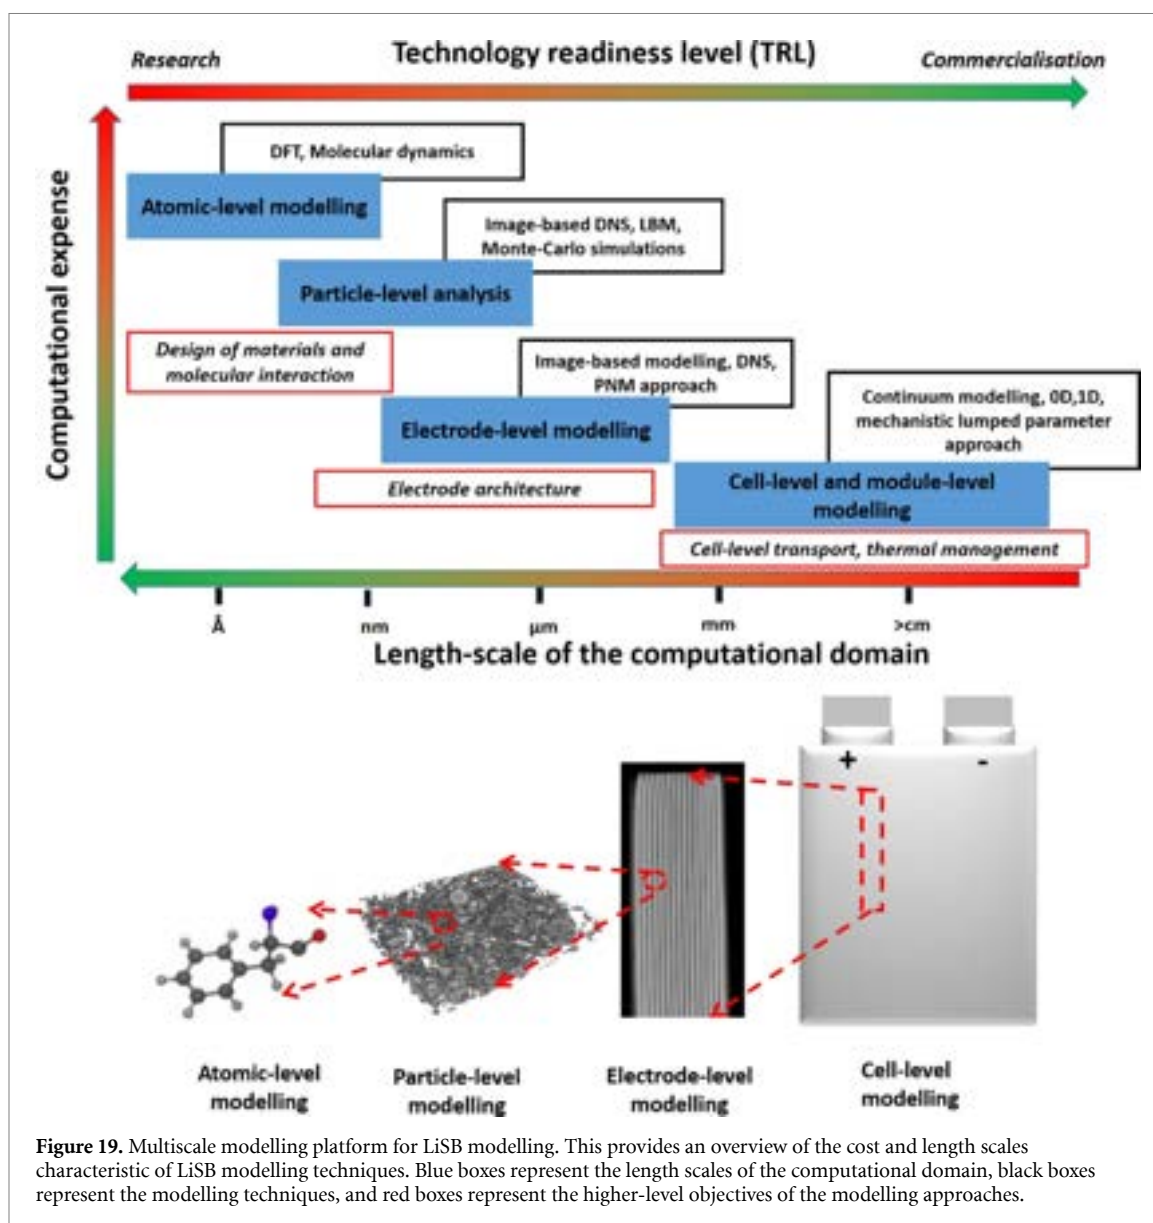 Technology readiness level (TRL)
Research
Commercialisation
Computational expense
DFT, Molecular dynamics
Atomic-level modelling
Image-based DNS, LBM,
Monte-Carlo simulations
Particle-level analysis
Design of materials and
molecular interaction
Image-based modelling, DNS,
PNM approach
Continuum modelling, 0D,1D,
mechanistic lumped parameter
approach
Electrode-level modelling
Electrode architecture
Cell-level and module-level
modelling
Cell-level transport, thermal management
Å nm µm mm >cm
Length-scale of the computational domain
+ -
Atomic-level
modelling
Particle-level
modelling
Electrode-level
modelling
Cell-level
modelling
Figure 19. Multiscale modelling platform for LiSB modelling. This provides an overview of the cost and length scales
characteristic of LiSB modelling techniques. Blue boxes represent the length scales of the computational domain, black boxes
represent the modelling techniques, and red boxes represent the higher-level objectives of the modelling approaches.